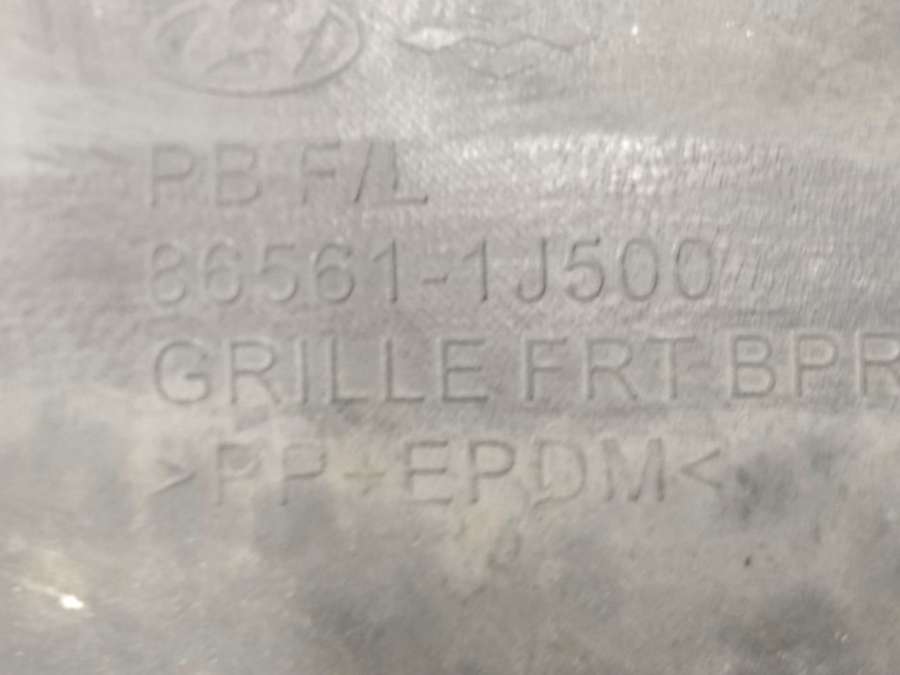 PB F/L
86561-1J500
GRILLE FRT BPR
>PP+EPDM<